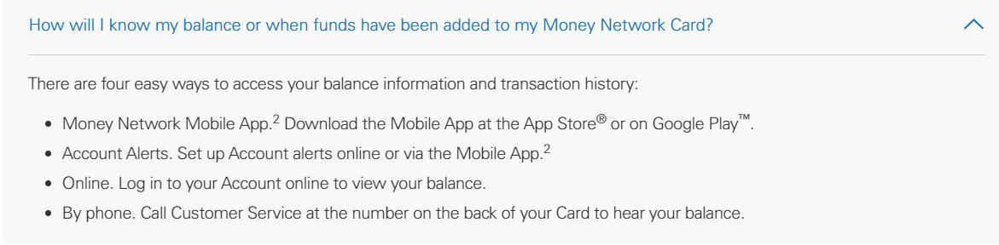 How will I know my balance or when funds have been added to my Money Network Card?
There are four easy ways to access your balance information and transaction history:
• Money Network Mobile App.² Download the Mobile App at the App Store® or on Google Play™.
• Account Alerts. Set up Account alerts online or via the Mobile App.²
• Online. Log in to your Account online to view your balance.
• By phone. Call Customer Service at the number on the back of your Card to hear your balance.